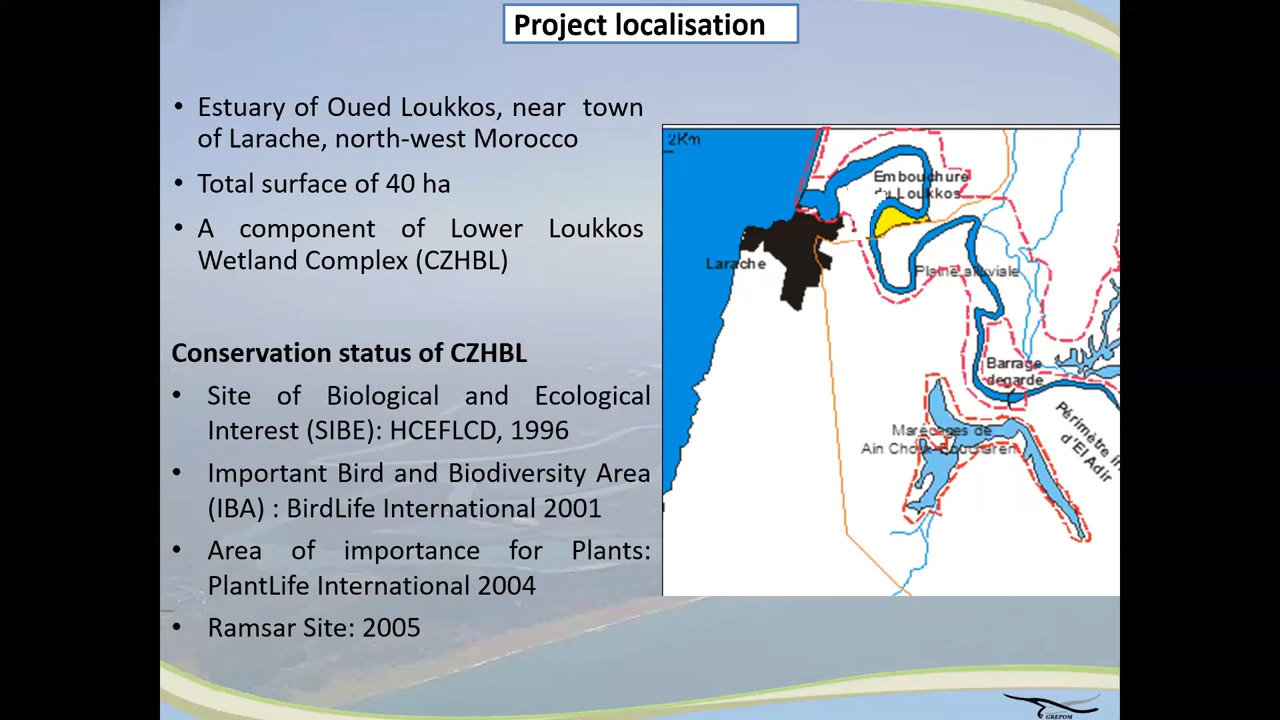 Project localisation
• Estuary of Oued Loukkos, near town
of Larache, north-west Morocco
• Total surface of 40 ha
• A component of Lower Loukkos
Wetland Complex (CZHBL)
Conservation status of CZHBL
• Site of Biological and Ecological
Interest (SIBE): HCEFLCD, 1996
• Important Bird and Biodiversity Area
(IBA) : BirdLife International 2001
• Area of importance for Plants:
PlantLife International 2004
• Ramsar Site: 2005
2Km
Embouchure
du Loukkos
Larache
Plaine alluviale
Barrage
degarde
Marécages de
Ain Chouk-Boucharen
Périmètre
d'El Adir
GREPOM